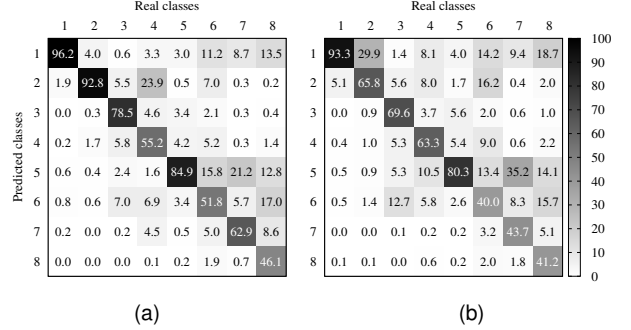 Real classes Real classes
1 2 3 4 5 6 7 8 1 2 3 4 5 6 7 8
1 96.2 4.0 0.6 3.3 3.0 11.2 8.7 13.5 1 93.3 29.9 1.4 8.1 4.0 14.2 9.4 18.7 100
90
2 1.9 92.8 5.5 23.9 0.5 7.0 0.3 0.2 2 5.1 65.8 5.6 8.0 1.7 16.2 0.4 2.0
80
3 0.0 0.3 78.5 4.6 3.4 2.1 0.3 0.4 3 0.0 0.9 69.6 3.7 5.6 2.0 0.6 1.0
70
4 0.2 1.7 5.8 55.2 4.2 5.2 0.3 1.4 4 0.4 1.0 5.3 63.3 5.4 9.0 0.6 2.2
60
Predicted classes
50
5 0.6 0.4 2.4 1.6 84.9 15.8 21.2 12.8 5 0.5 0.9 5.3 10.5 80.3 13.4 35.2 14.1
40
6 0.8 0.6 7.0 6.9 3.4 51.8 5.7 17.0 6 0.5 1.4 12.7 5.8 2.6 40.0 8.3 15.7
30
7 0.2 0.0 0.2 4.5 0.5 5.0 62.9 8.6 7 0.0 0.0 0.1 0.2 0.2 3.2 43.7 5.1
20
10
8 0.0 0.0 0.0 0.1 0.2 1.9 0.7 46.1 8 0.1 0.1 0.0 0.6 0.2 2.0 1.8 41.2
0
(a) (b)